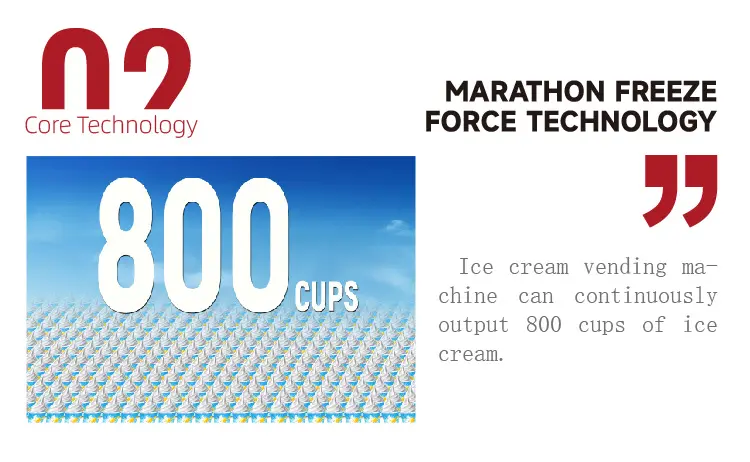 02
Core Technology
MARATHON FREEZE
FORCE TECHNOLOGY
800 CUPS
”
Ice cream vending ma-
chine can continuously
output 800 cups of ice
cream.